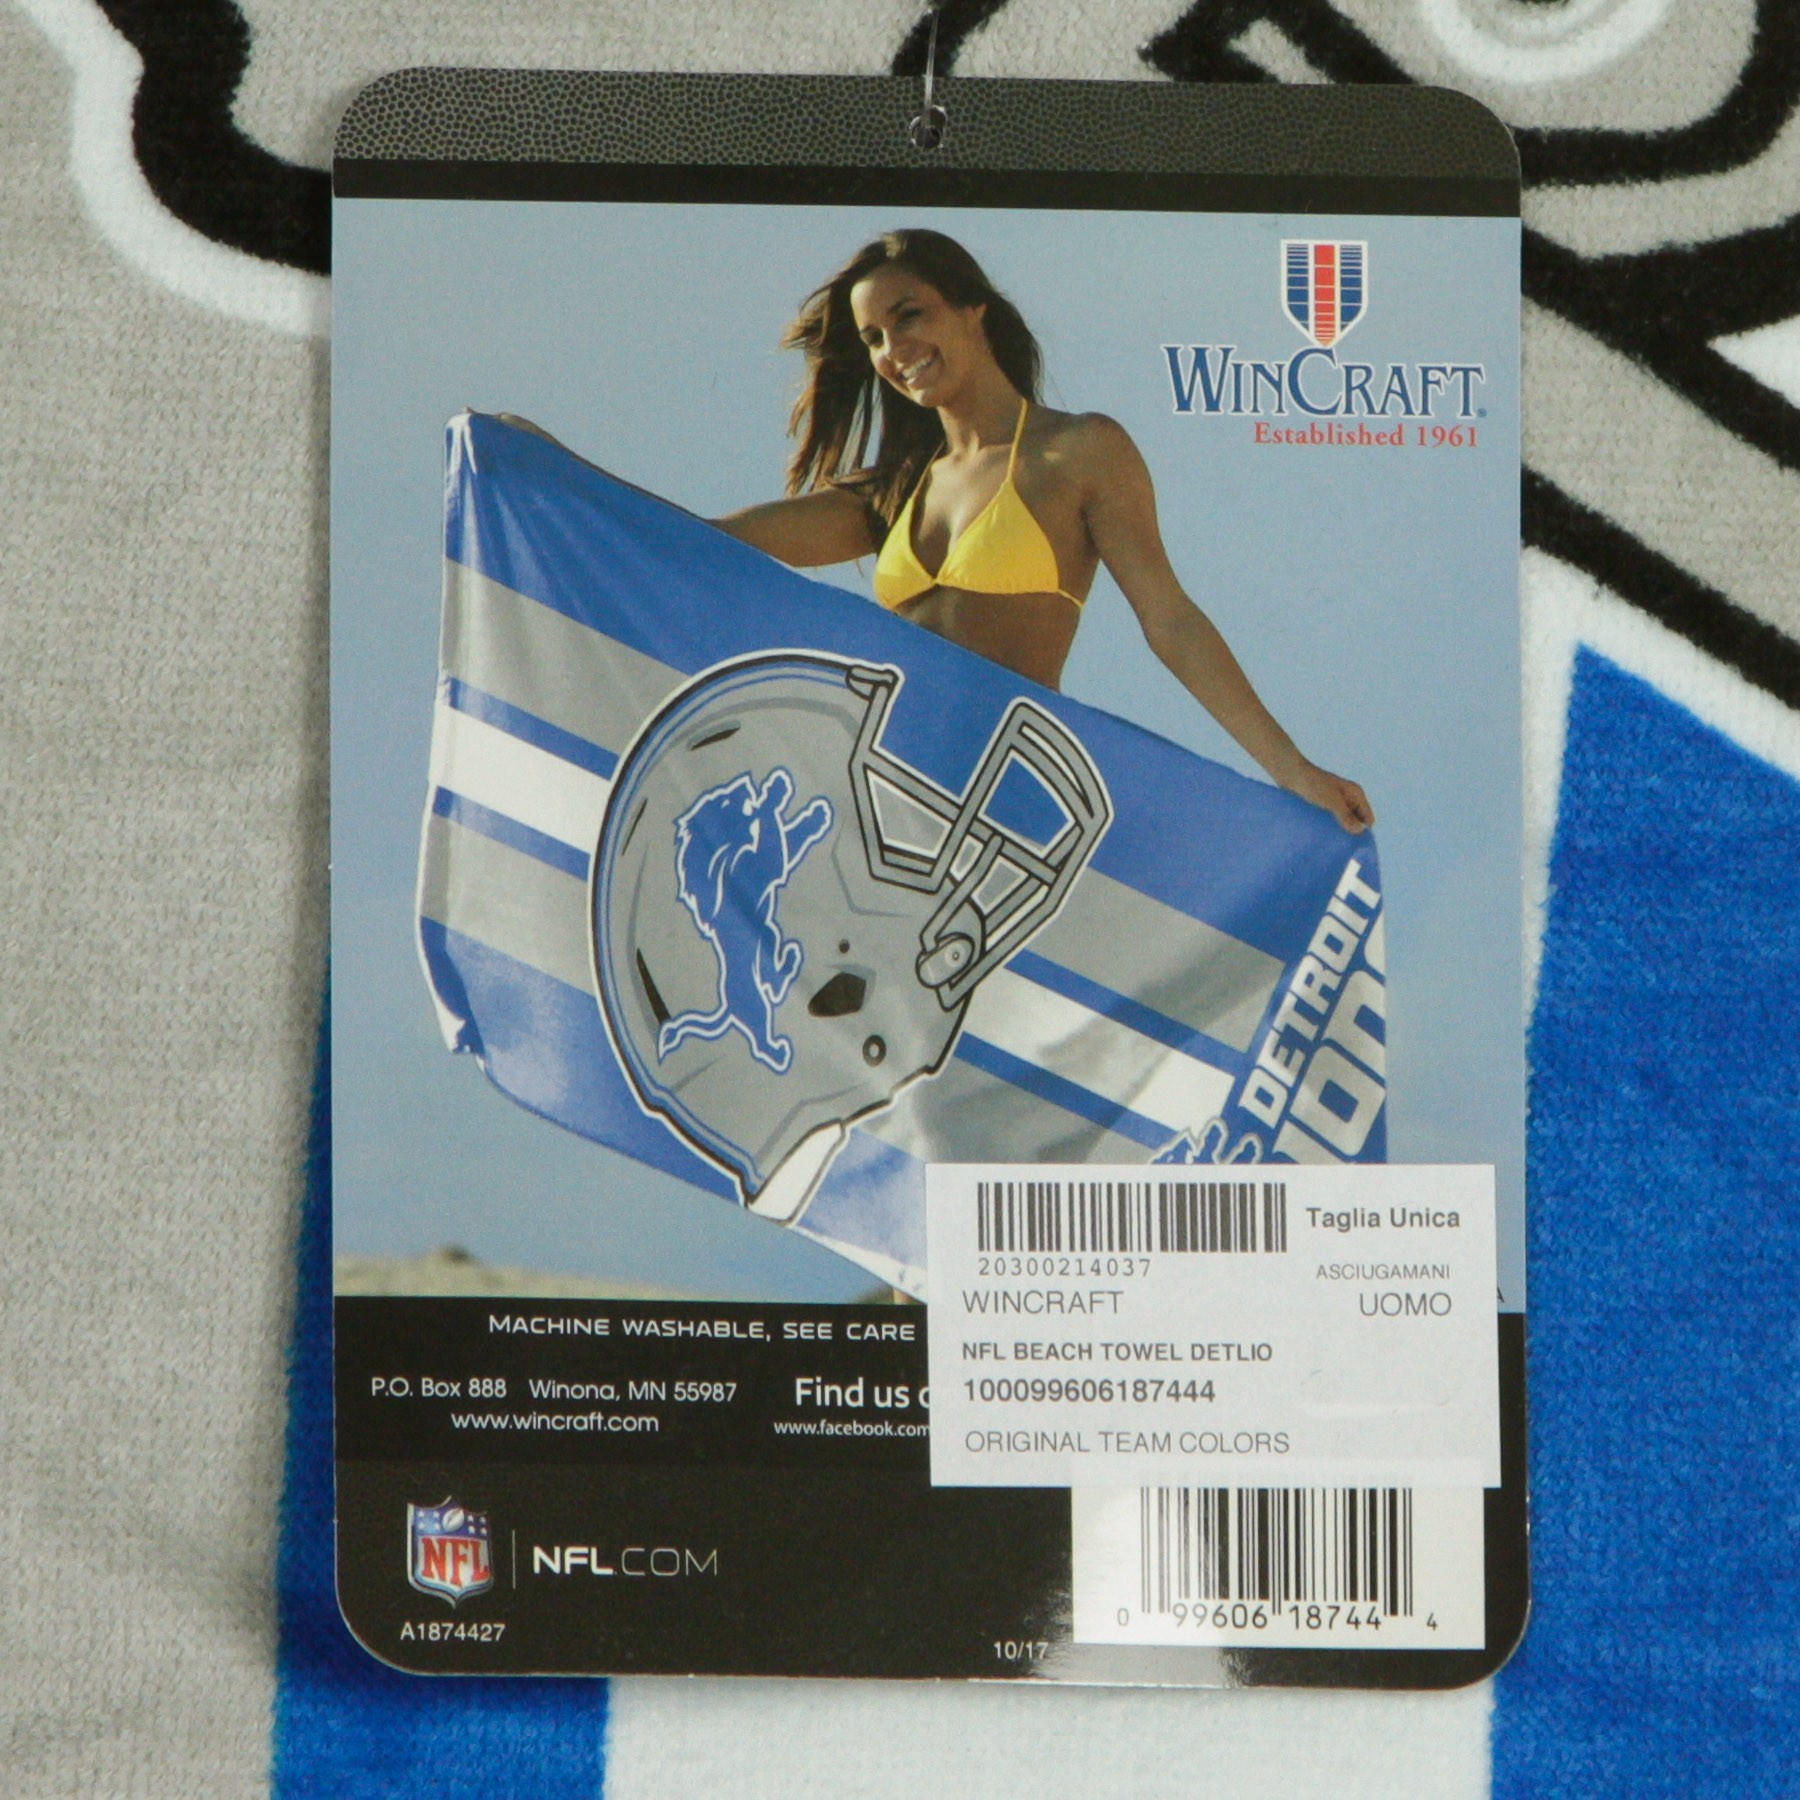 WINCRAFT
Established 1961
DETROIT
Taglia Unica
20300214037
ASCIUGAMANI
WINCRAFT UOMO
NFL BEACH TOWEL DETLIO
100099606187444
ORIGINAL TEAM COLORS
MACHINE WASHABLE, SEE CARE
P.O. Box 888 Winona, MN 55987
www.wincraft.com
Find us
www.facebook.com
NFL NFL.COM
A1874427
10/17
0 99606 18744 4